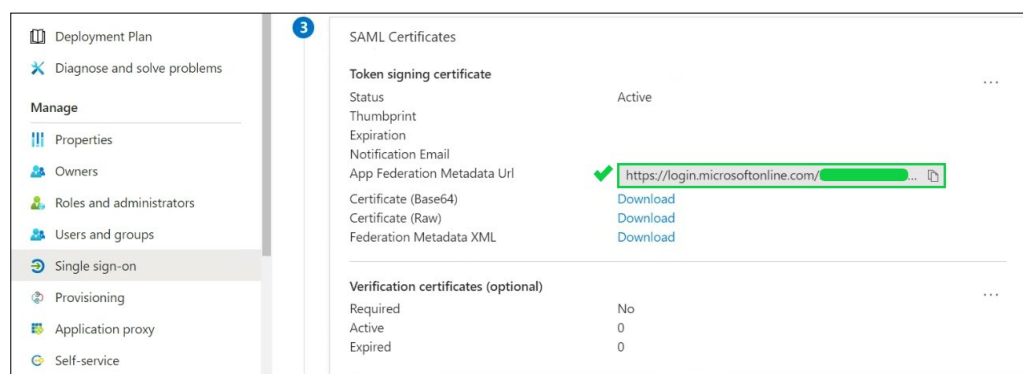 Deployment Plan
Diagnose and solve problems
Manage
Properties
Owners
Roles and administrators
Users and groups
Single sign-on
Provisioning
Application proxy
Self-service
3
SAML Certificates
Token signing certificate
...
Status Active
Thumbprint
Expiration
Notification Email
App Federation Metadata Url https://login.microsoftonline.com/ ...
Certificate (Base64) Download
Certificate (Raw) Download
Federation Metadata XML Download
Verification certificates (optional)
...
Required No
Active 0
Expired 0